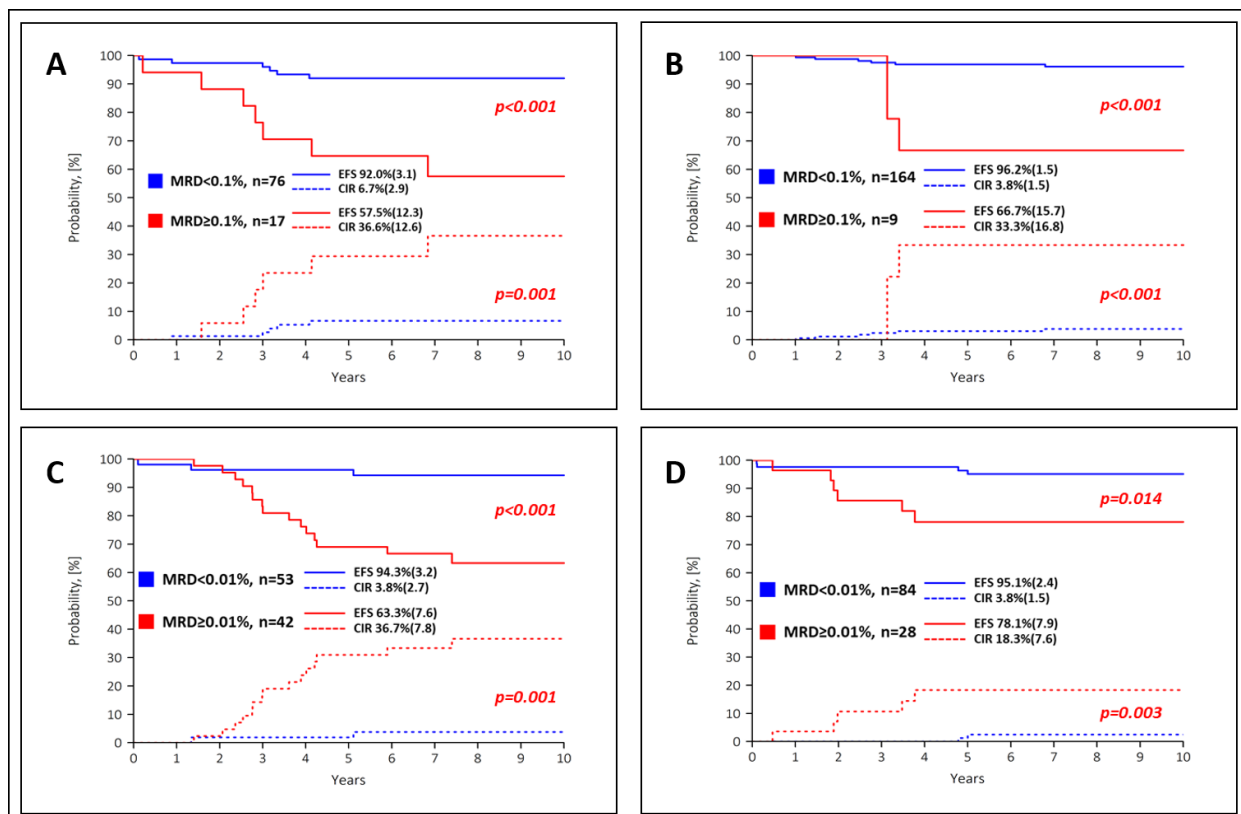 A
100
90
80
70
60
50
40
30
20
10
0
Probability, [%]
p<0.001
MRD<0.1%, n=76
EFS 92.0%(3.1)
CIR 6.7%(2.9)
MRD≥0.1%, n=17
EFS 57.5%(12.3)
CIR 36.6%(12.6)
p=0.001
0 1 2 3 4 5 6 7 8 9 10
Years
B
100
90
80
70
60
50
40
30
20
10
0
Probability, [%]
p<0.001
MRD<0.1%, n=164
EFS 96.2%(1.5)
CIR 3.8%(1.5)
MRD≥0.1%, n=9
EFS 66.7%(15.7)
CIR 33.3%(16.8)
p<0.001
0 1 2 3 4 5 6 7 8 9 10
Years
C
100
90
80
70
60
50
40
30
20
10
0
Probability, [%]
p<0.001
MRD<0.01%, n=53
EFS 94.3%(3.2)
CIR 3.8%(2.7)
MRD≥0.01%, n=42
EFS 63.3%(7.6)
CIR 36.7%(7.8)
p=0.001
0 1 2 3 4 5 6 7 8 9 10
Years
D
100
90
80
70
60
50
40
30
20
10
0
Probability, [%]
p=0.014
MRD<0.01%, n=84
EFS 95.1%(2.4)
CIR 3.8%(1.5)
MRD≥0.01%, n=28
EFS 78.1%(7.9)
CIR 18.3%(7.6)
p=0.003
0 1 2 3 4 5 6 7 8 9 10
Years